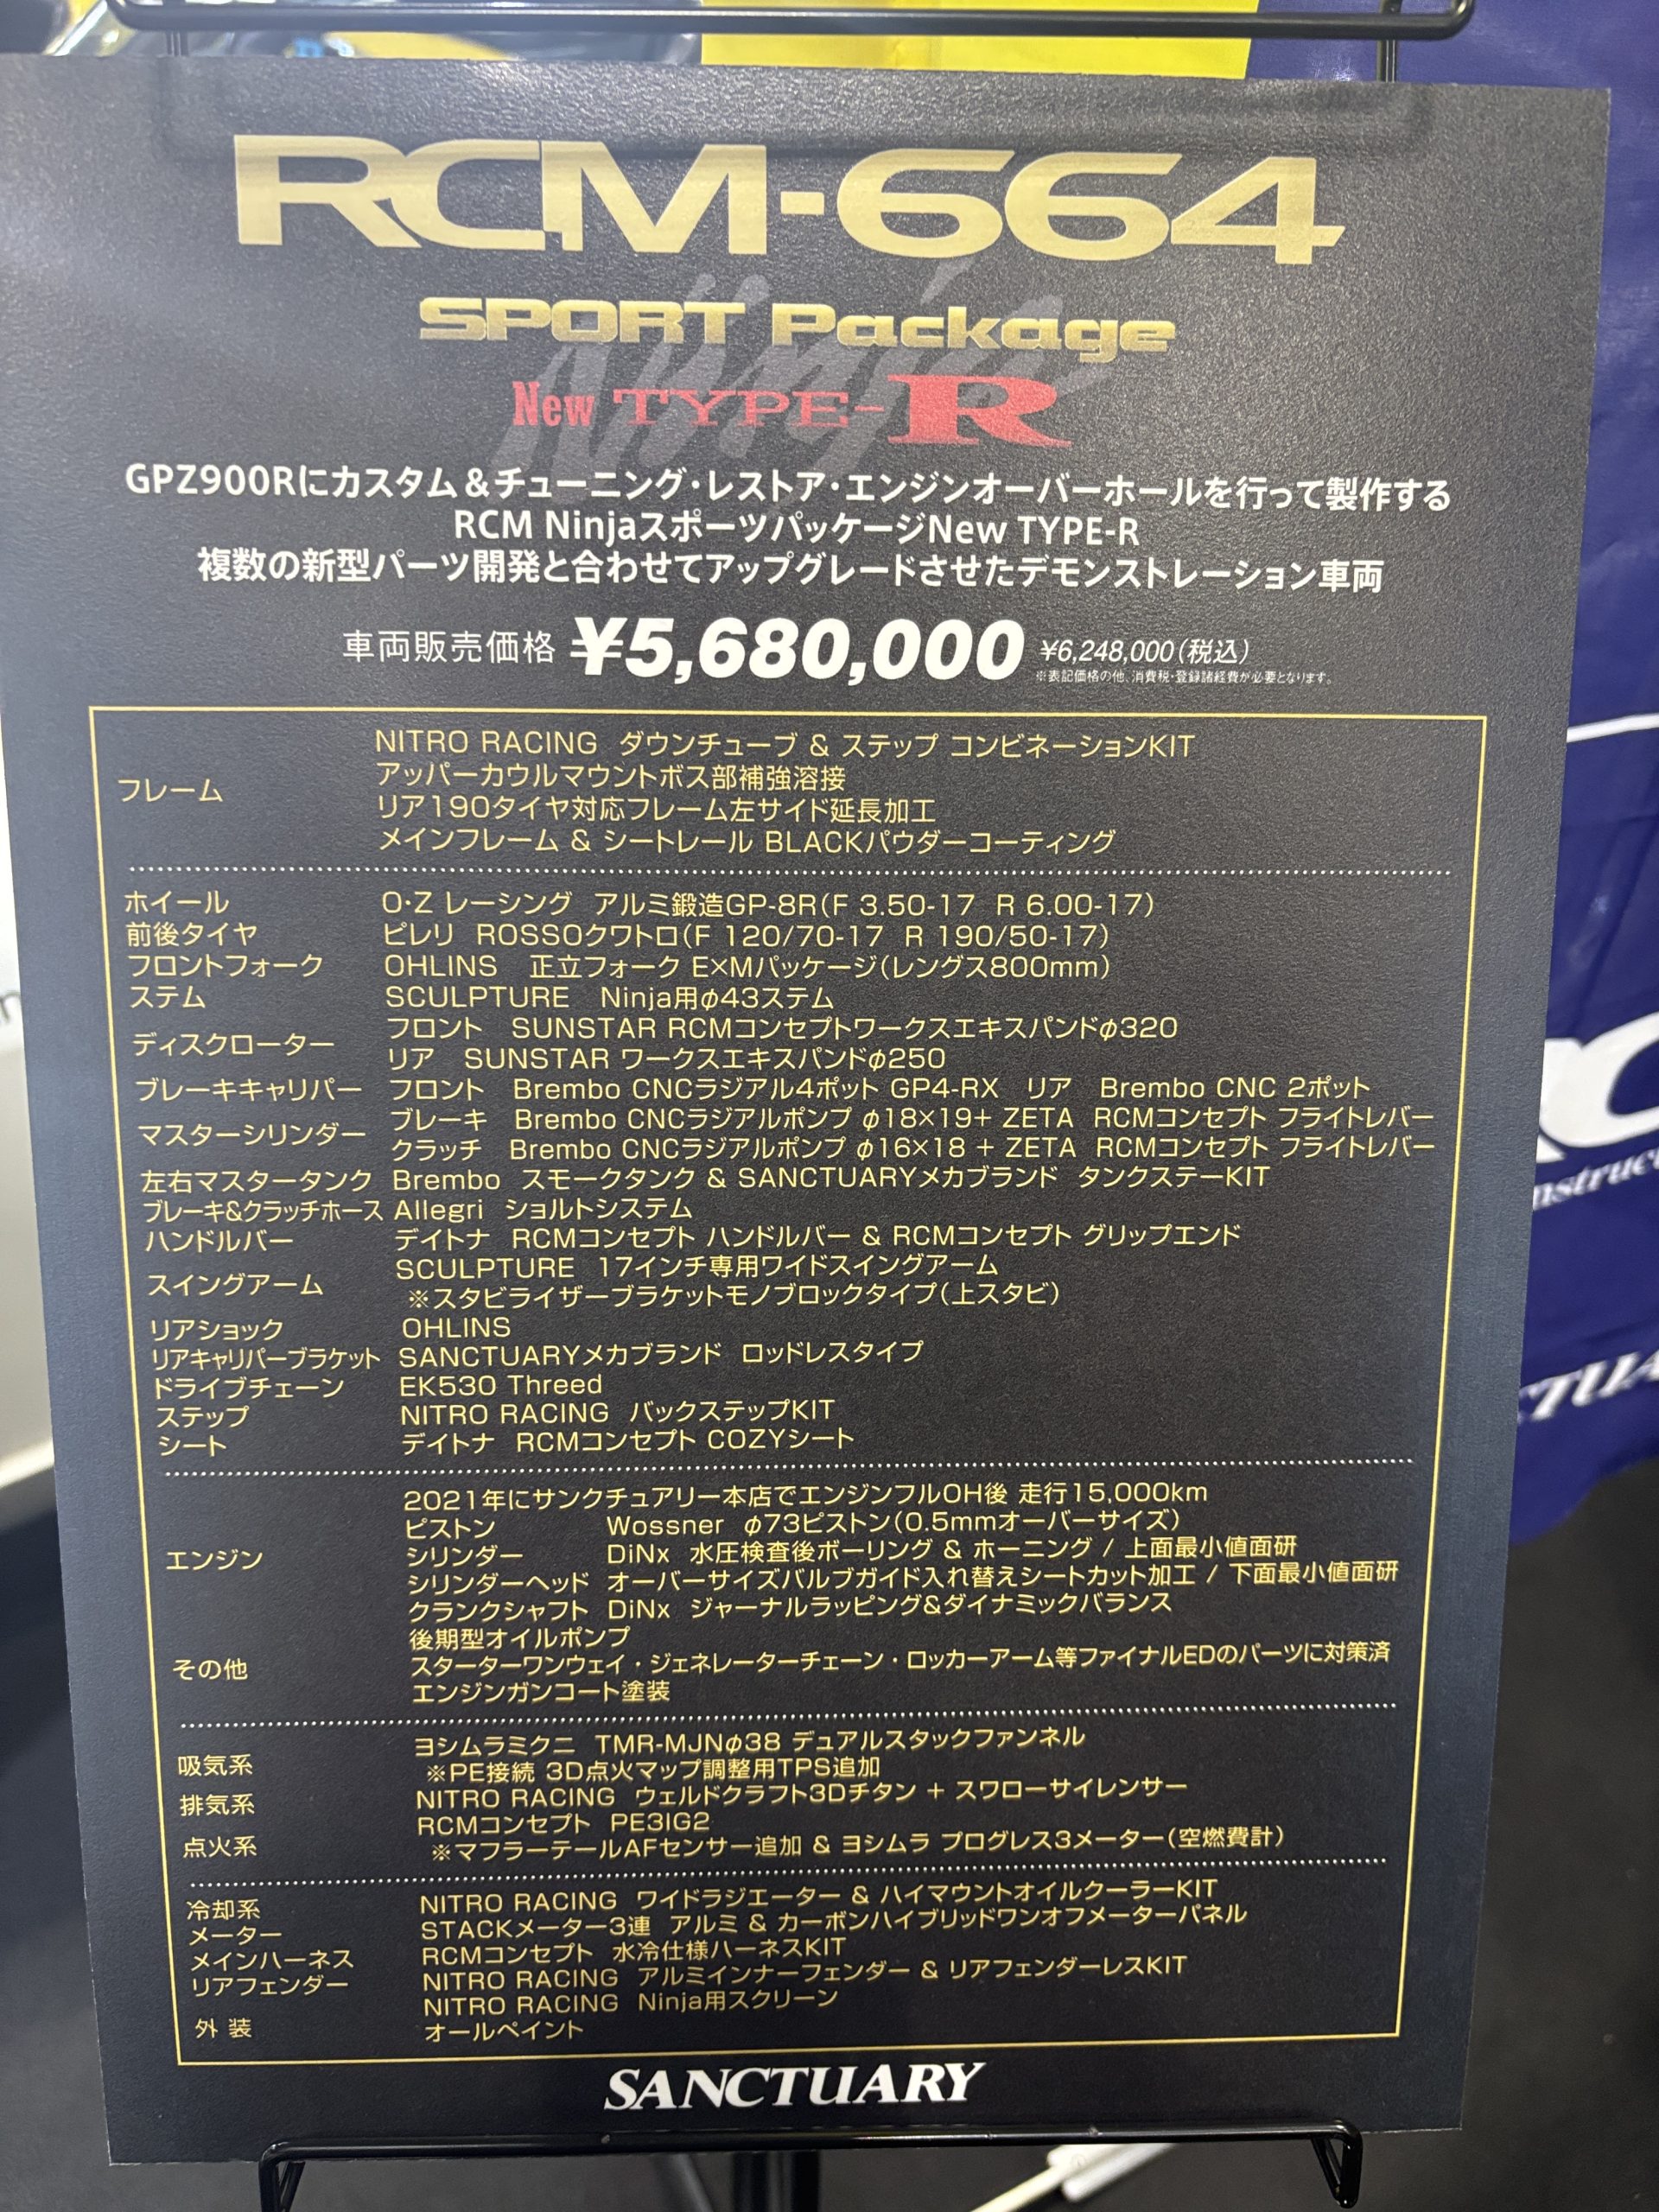 RCM-664
Ninja
SPORT Package
New TYPE-R
GPZ900Rにカスタム&チューニング・レストア・エンジンオーバーホールを行って製作する
RCM NinjaスポーツパッケージNew TYPE-R
複数の新型パーツ開発と合わせてアップグレードさせたデモンストレーション車両
車両販売価格 ¥5,680,000 ¥6,248,000(税込)
※表記価格の他、消費税・登録諸経費が必要となります。
フレーム NITRO RACING ダウンチューブ & ステップ コンビネーションKIT
アッパーカウルマウントボス部補強溶接
リア190タイヤ対応フレーム左サイド延長加工
メインフレーム & シートレール BLACKパウダーコーティング
ホイール O・Z レーシング アルミ鍛造GP-8R(F 3.50-17 R 6.00-17)
前後タイヤ ピレリ ROSSOクワトロ(F 120/70-17 R 190/50-17)
フロントフォーク OHLINS 正立フォーク E×Mパッケージ(レングス800mm)
ステム SCULPTURE Ninja用φ43ステム
ディスクローター フロント SUNSTAR RCMコンセプトワークスエキスパンドφ320
リア SUNSTAR ワークスエキスパンドφ250
ブレーキキャリパー フロント Brembo CNCラジアル4ポット GP4-RX リア Brembo CNC 2ポット
マスターシリンダー ブレーキ Brembo CNCラジアルポンプ φ18×19+ ZETA RCMコンセプト フライトレバー
クラッチ Brembo CNCラジアルポンプ φ16×18 + ZETA RCMコンセプト フライトレバー
左右マスタータンク Brembo スモークタンク & SANCTUARYメカブランド タンクステーKIT
ブレーキ&クラッチホース Allegri ショルトシステム
ハンドルバー デイトナ RCMコンセプト ハンドルバー & RCMコンセプト グリップエンド
スイングアーム SCULPTURE 17インチ専用ワイドスイングアーム
※スタビライザーブラケットモノブロックタイプ(上スタビ)
リアショック OHLINS
リアキャリパーブラケット SANCTUARYメカブランド ロッドレスタイプ
ドライブチェーン EK530 Threed
ステップ NITRO RACING バックステップKIT
シート デイトナ RCMコンセプト COZYシート
エンジン 2021年にサンクチュアリー本店でエンジンフルOH後 走行15,000km
ピストン Wossner φ73ピストン(0.5mmオーバーサイズ)
シリンダー DiNx 水圧検査後ボーリング & ホーニング / 上面最小値面研
シリンダーヘッド オーバーサイズバルブガイド入れ替えシートカット加工 / 下面最小値面研
クランクシャフト DiNx ジャーナルラッピング&ダイナミックバランス
その他 後期型オイルポンプ
スターターワンウェイ・ジェネレーターチェーン・ロッカーアーム等ファイナルEDのパーツに対策済
エンジンガンコート塗装
吸気系 ヨシムラミクニ TMR-MJNφ38 デュアルスタックファンネル
※PE接続 3D点火マップ調整用TPS追加
排気系 NITRO RACING ウェルドクラフト3Dチタン + スワローサイレンサー
点火系 RCMコンセプト PE3IG2
※マフラーテールAFセンサー追加 & ヨシムラ プログレス3メーター(空燃費計)
冷却系 NITRO RACING ワイドラジエーター & ハイマウントオイルクーラーKIT
メーター STACKメーター3連 アルミ & カーボンハイブリッドワンオフメーターパネル
メインハーネス RCMコンセプト 水冷仕様ハーネスKIT
リアフェンダー NITRO RACING アルミインナーフェンダー & リアフェンダーレスKIT
外 装 NITRO RACING Ninja用スクリーン
オールペイント
SANCTUARY